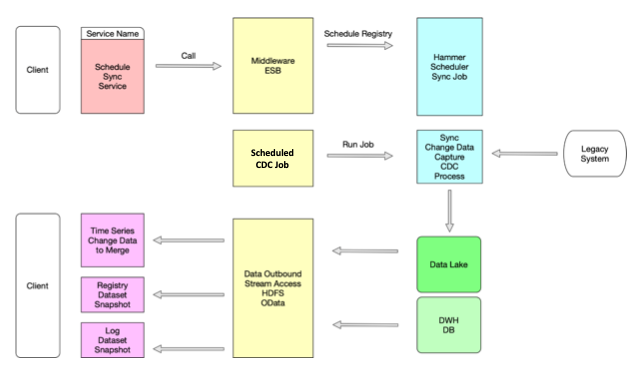 Client
Service Name
Schedule
Sync
Service
Call
Middleware
ESB
Schedule Registry
Hammer
Scheduler
Sync Job
Scheduled
CDC Job
Run Job
Sync
Change Data
Capture
CDC
Process
Legacy
System
Client
Time Series
Change Data
to Merge
Registry
Dataset
Snapshot
Log
Dataset
Snapshot
Data Outbound
Stream Access
HDFS
OData
Data Lake
DWH
DB